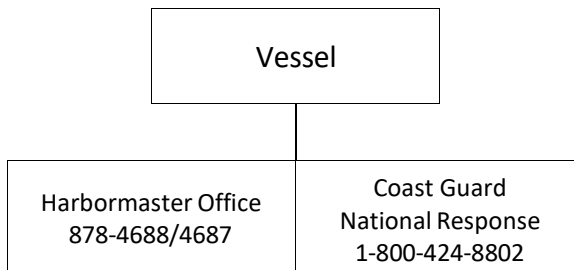 Vessel
Harbormaster Office
878-4688/4687
Coast Guard
National Response
1-800-424-8802